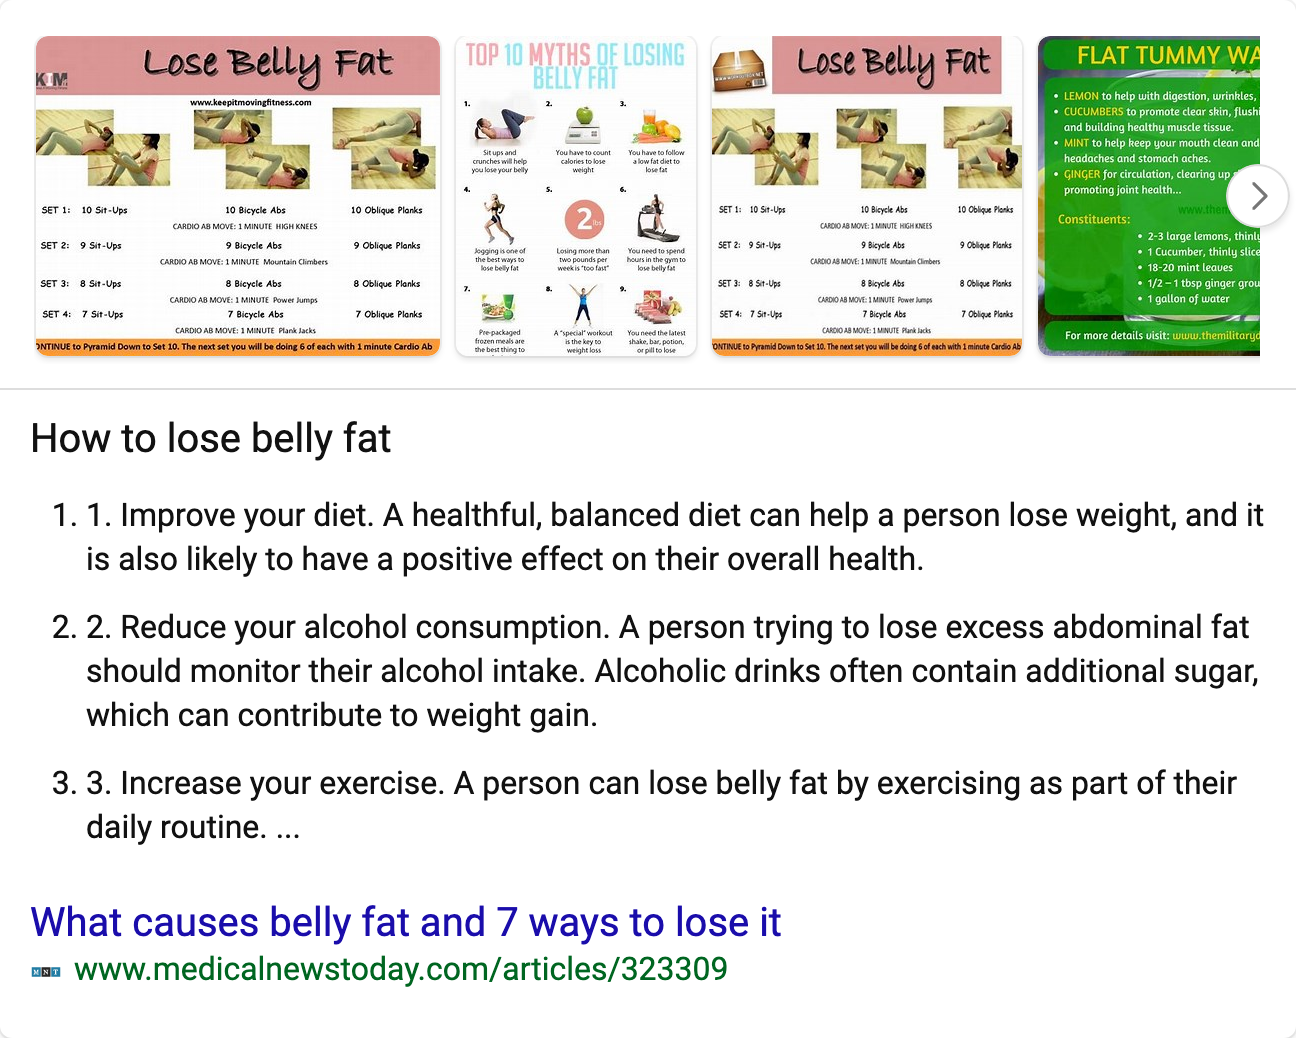 Lose Belly Fat
www.keepitmovingfitness.com
SET 1: 10 Sit-Ups 10 Bicycle Abs 10 Oblique Planks
CARDIO AB MOVE: 1 MINUTE HIGH KNEES
SET 2: 9 Sit-Ups 9 Bicycle Abs 9 Oblique Planks
CARDIO AB MOVE: 1 MINUTE Mountain Climbers
SET 3: 8 Sit-Ups 8 Bicycle Abs 8 Oblique Planks
CARDIO AB MOVE: 1 MINUTE Power Jumps
SET 4: 7 Sit-Ups 7 Bicycle Abs 7 Oblique Planks
CARDIO AB MOVE: 1 MINUTE Plank Jacks
ONTINUE to Pyramid Down to Set 10. The next set you will be doing 6 of each with 1 minute Cardio Ab
TOP 10 MYTHS OF LOSING
BELLY FAT
1. 2. 3.
Sit ups and
crunches will help
you lose your belly
You have to count
calories to lose
weight
You have to follow
a low fat diet to
lose fat
4. 5. 6.
2 lbs
Jogging is one of
the best ways to
lose belly fat
Losing more than
two pounds per
week is "too fast"
You need to spend
hours in the gym to
lose belly fat
7. 8. 9.
Pre-packaged
frozen meals are
the best thing to
A "special" workout
is the key to
weight loss
You need the latest
shake, bar, potion,
or pill to lose
Lose Belly Fat
SET 1: 10 Sit-Ups 10 Bicycle Abs 10 Oblique Planks
CARDIO AB MOVE: 1 MINUTE HIGH KNEES
SET 2: 9 Sit-Ups 9 Bicycle Abs 9 Oblique Planks
CARDIO AB MOVE: 1 MINUTE Mountain Climbers
SET 3: 8 Sit-Ups 8 Bicycle Abs 8 Oblique Planks
CARDIO AB MOVE: 1 MINUTE Power Jumps
SET 4: 7 Sit-Ups 7 Bicycle Abs 7 Oblique Planks
CARDIO AB MOVE: 1 MINUTE Plank Jacks
ONTINUE to Pyramid Down to Set 10. The next set you will be doing 6 of each with 1 minute Cardio Ab
FLAT TUMMY WA
• LEMON to help with digestion, wrinkles,
• CUCUMBERS to promote clear skin, flushi
and building healthy muscle tissue.
• MINT to help keep your mouth clean and
headaches and stomach aches.
• GINGER for circulation, clearing up
promoting joint health...
Constituents:
• 2-3 large lemons, thinly
• 1 Cucumber, thinly slice
• 18-20 mint leaves
• 1/2 – 1 tbsp ginger grou
• 1 gallon of water
For more details visit: www.themilitaryd
How to lose belly fat
1. 1. Improve your diet. A healthful, balanced diet can help a person lose weight, and it
is also likely to have a positive effect on their overall health.
2. 2. Reduce your alcohol consumption. A person trying to lose excess abdominal fat
should monitor their alcohol intake. Alcoholic drinks often contain additional sugar,
which can contribute to weight gain.
3. 3. Increase your exercise. A person can lose belly fat by exercising as part of their
daily routine. ...
What causes belly fat and 7 ways to lose it
MNT www.medicalnewstoday.com/articles/323309